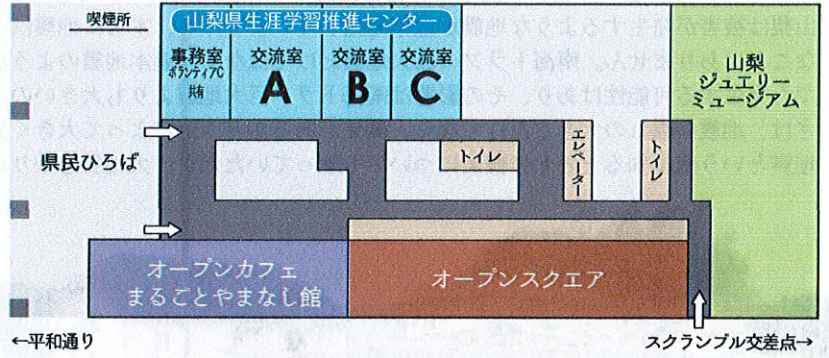 喫煙所
山梨県生涯学習推進センター
事務室
ボランティアC
交流室
A
交流室
B
交流室
C
山梨
ジュエリー
ミュージアム
県民ひろば
トイレ
エレベーター
トイレ
オープンカフェ
まるごとやまなし館
オープンスクエア
←平和通り
スクランブル交差点→